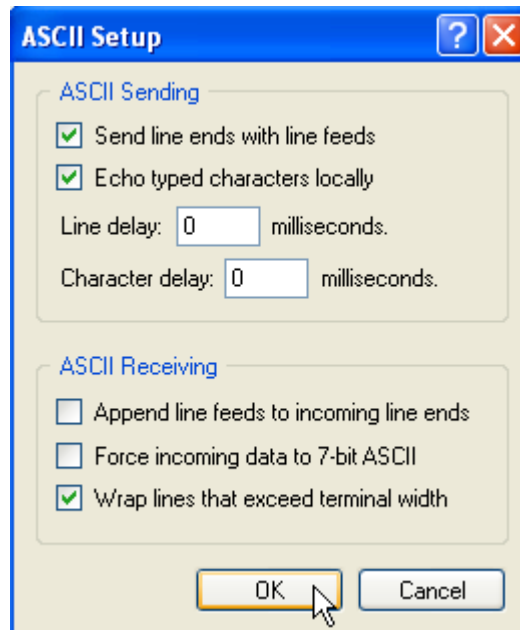 ASCII Setup
ASCII Sending
Send line ends with line feeds
Echo typed characters locally
Line delay: 0 milliseconds.
Character delay: 0 milliseconds.
ASCII Receiving
Append line feeds to incoming line ends
Force incoming data to 7-bit ASCII
Wrap lines that exceed terminal width
OK Cancel